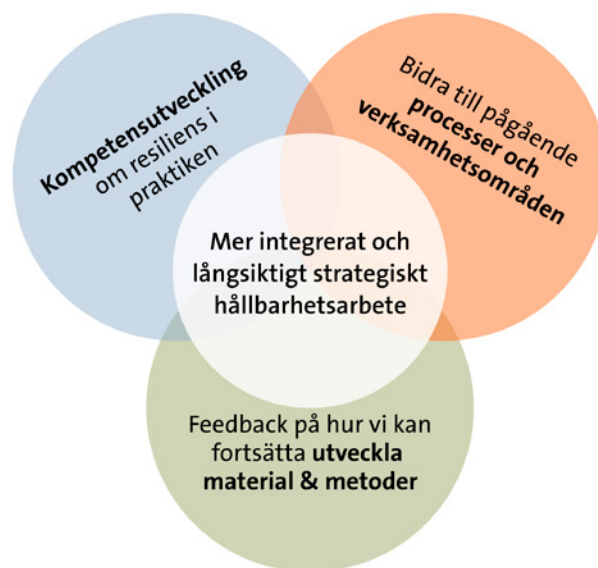 Kompetensutveckling
om resiliens i
praktiken
Bidra till pågående
processer och
verksamhetsområden
Mer integrerat och
långsiktigt strategiskt
hållbarhetsarbete
Feedback på hur vi kan
fortsätta utveckla
material & metoder